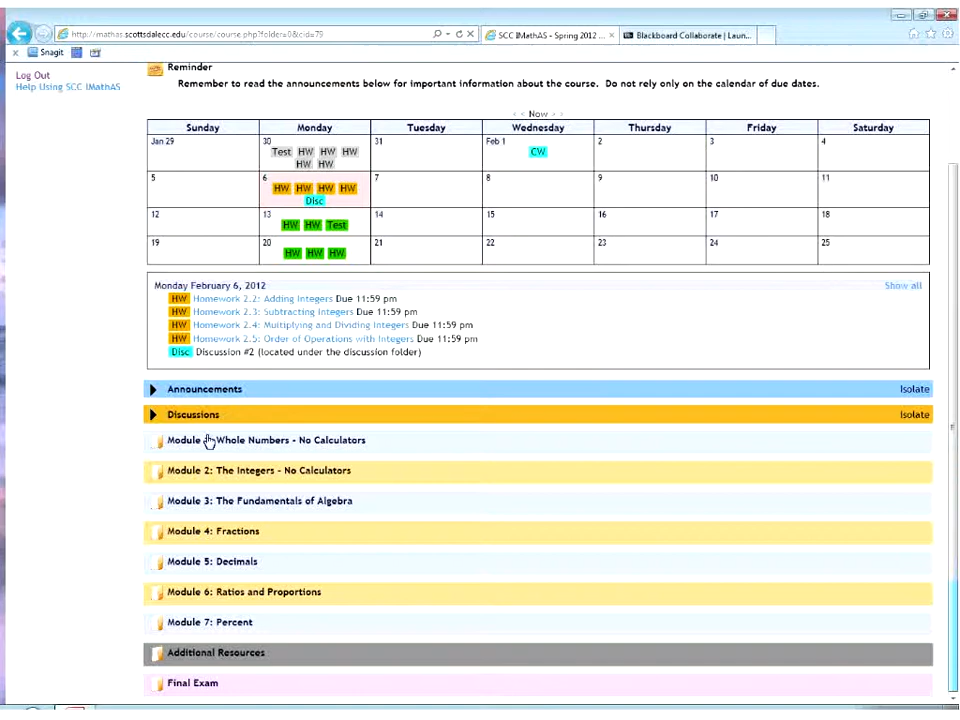 http://mathas.scottsdalecc.edu/course/course.php?folder=0&cid=79
SCC IMathAS - Spring 2012 ...
Blackboard Collaborate | Laun...
Snagit
Log Out
Help Using SCC IMathAS
Reminder
Remember to read the announcements below for important information about the course. Do not rely only on the calendar of due dates.
< < Now > >
Sunday Monday Tuesday Wednesday Thursday Friday Saturday
Jan 29 30 31 Feb 1 2 3 4
Test HW HW HW CW
HW HW
5 6 7 8 9 10 11
HW HW HW HW
Disc
12 13 14 15 16 17 18
HW HW Test
19 20 21 22 23 24 25
HW HW HW
Monday February 6, 2012 Show all
HW Homework 2.2: Adding Integers Due 11:59 pm
HW Homework 2.3: Subtracting Integers Due 11:59 pm
HW Homework 2.4: Multiplying and Dividing Integers Due 11:59 pm
HW Homework 2.5: Order of Operations with Integers Due 11:59 pm
Disc Discussion #2 (located under the discussion folder)
Announcements Isolate
Discussions Isolate
Module Whole Numbers - No Calculators
Module 2: The Integers - No Calculators
Module 3: The Fundamentals of Algebra
Module 4: Fractions
Module 5: Decimals
Module 6: Ratios and Proportions
Module 7: Percent
Additional Resources
Final Exam